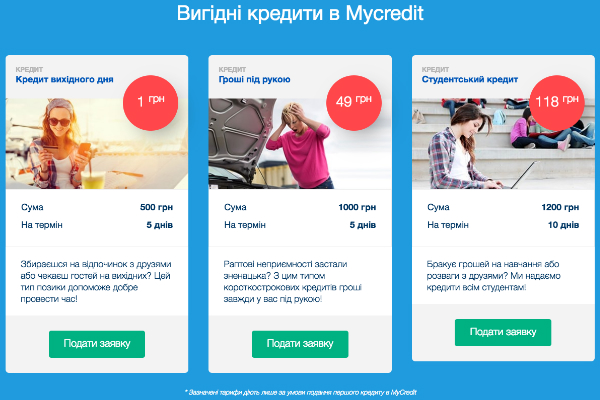 Вигідні кредити в Mycredit
КРЕДИТ
Кредит вихідного дня
1 грн
Сума 500 грн
На термін 5 днів
Збираєшся на відпочинок з друзями
або чекаєш гостей на вихідних? Цей
тип позики допоможе добре
провести час!
Подати заявку
КРЕДИТ
Гроші під рукою
49 грн
Сума 1000 грн
На термін 5 днів
Раптові неприємності застали
зненацька? З цим типом
короткострокових кредитів гроші
завжди у вас під рукою!
Подати заявку
КРЕДИТ
Студентський кредит
118 грн
Сума 1200 грн
На термін 10 днів
Бракує грошей на навчання або
розваги з друзями? Ми надаємо
кредити всім студентам!
Подати заявку
* Зазначені тарифи діють лише за умови подання першого кредиту в MyCredit